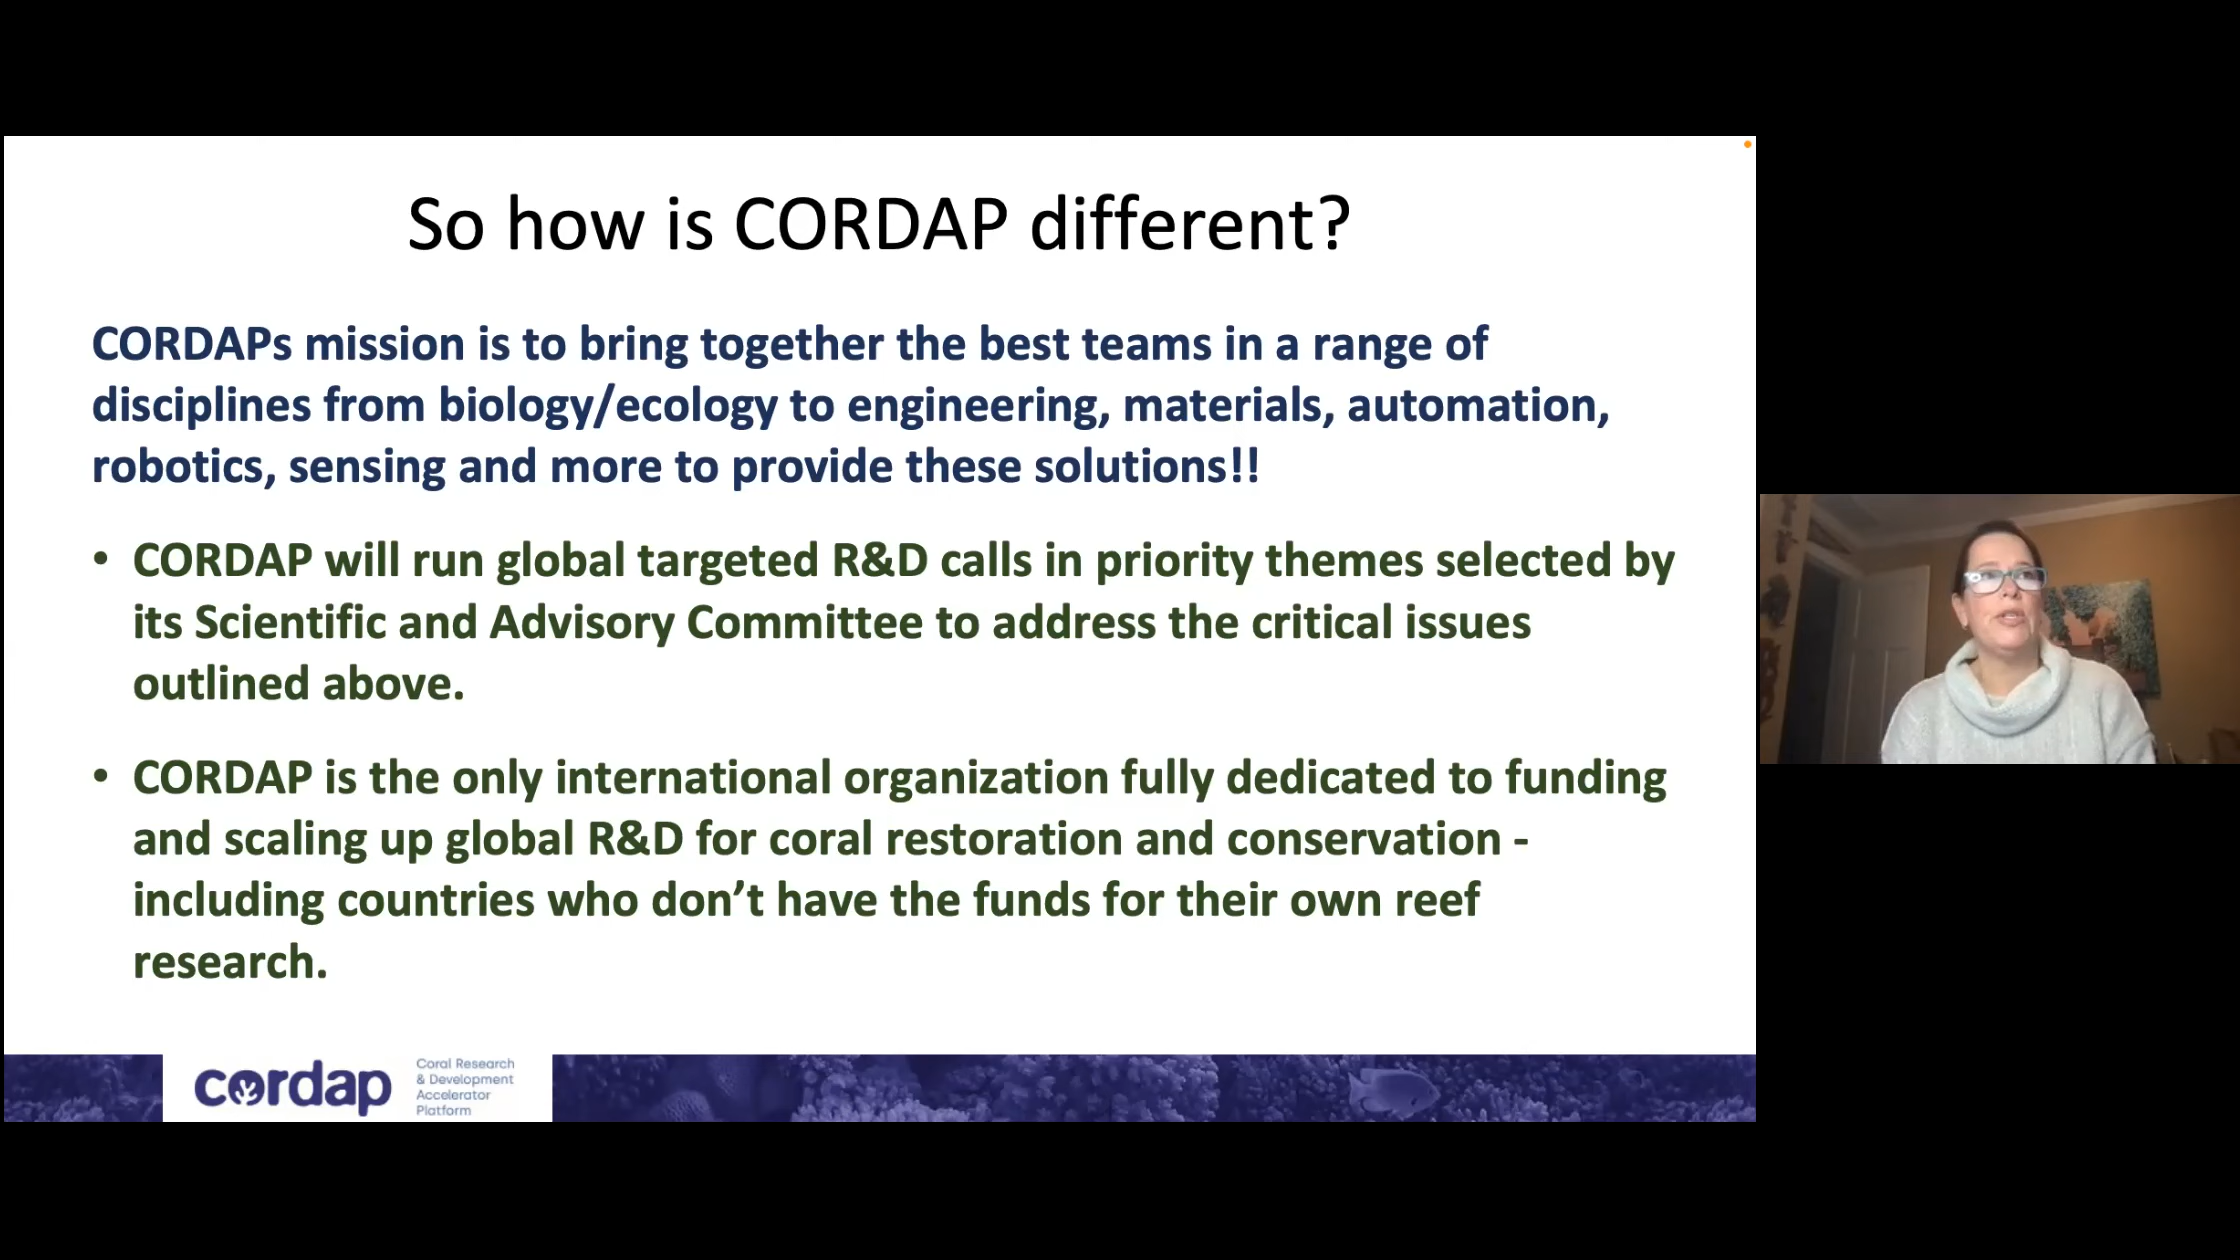 So how is CORDAP different?
CORDAPs mission is to bring together the best teams in a range of
disciplines from biology/ecology to engineering, materials, automation,
robotics, sensing and more to provide these solutions!!
• CORDAP will run global targeted R&D calls in priority themes selected by
its Scientific and Advisory Committee to address the critical issues
outlined above.
• CORDAP is the only international organization fully dedicated to funding
and scaling up global R&D for coral restoration and conservation -
including countries who don’t have the funds for their own reef
research.
cordap
Coral Research
& Development
Accelerator
Platform